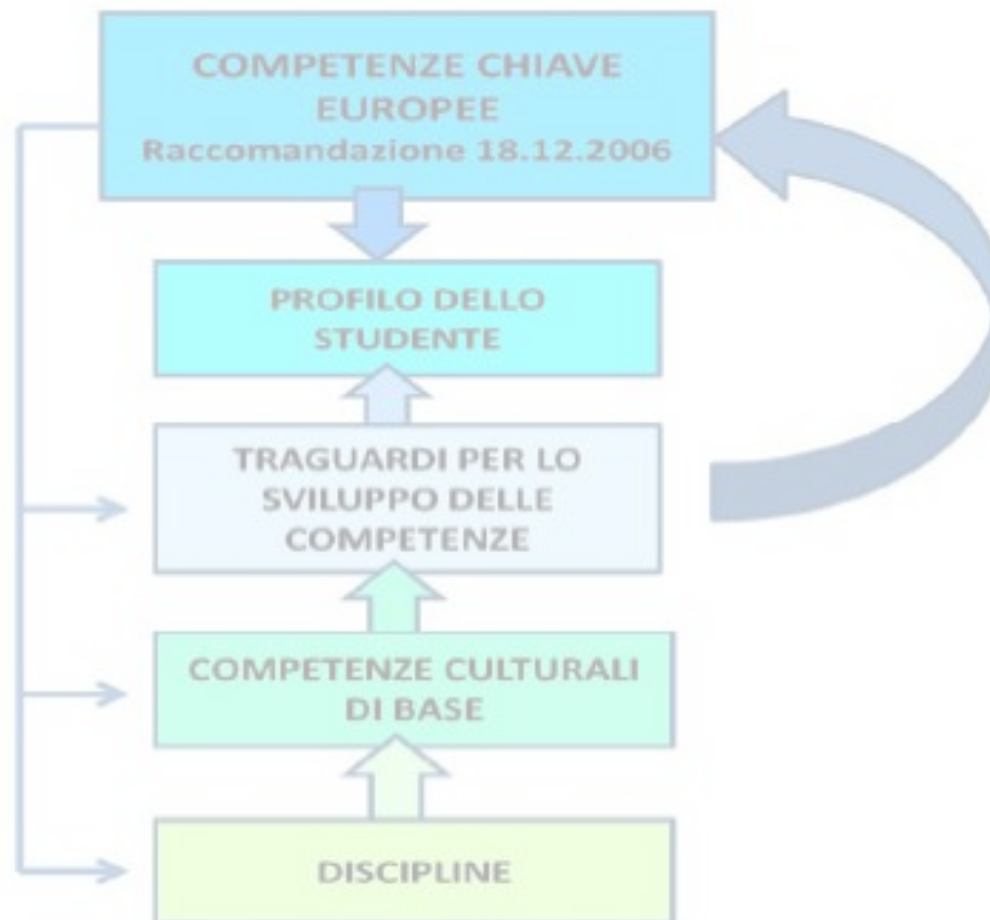 COMPETENZE CHIAVE
EUROPEE
Raccomandazione 18.12.2006
PROFILO DELLO
STUDENTE
TRAGUARDI PER LO
SVILUPPO DELLE
COMPETENZE
COMPETENZE CULTURALI
DI BASE
DISCIPLINE